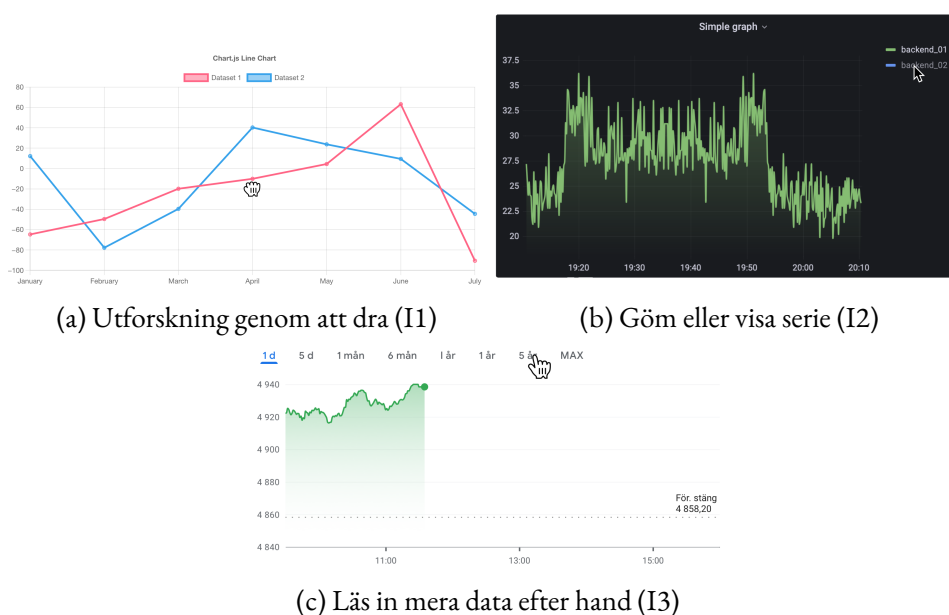 Chart.js Line Chart
Dataset 1 Dataset 2
80
60
40
20
0
−20
−40
−60
−80
−100
January February March April May June July
(a) Utforskning genom att dra (I1)
Simple graph
backend_01
backend_02
37.5
35
32.5
30
27.5
25
22.5
20
19:20 19:30 19:40 19:50 20:00 20:10
(b) Göm eller visa serie (I2)
1 d 5 d 1 mån 6 mån I år 1 år 5 år MAX
4 940
4 920
4 900
4 880
4 860
4 840
För. stäng
4 858,20
11:00 13:00 15:00
(c) Läs in mera data efter hand (I3)